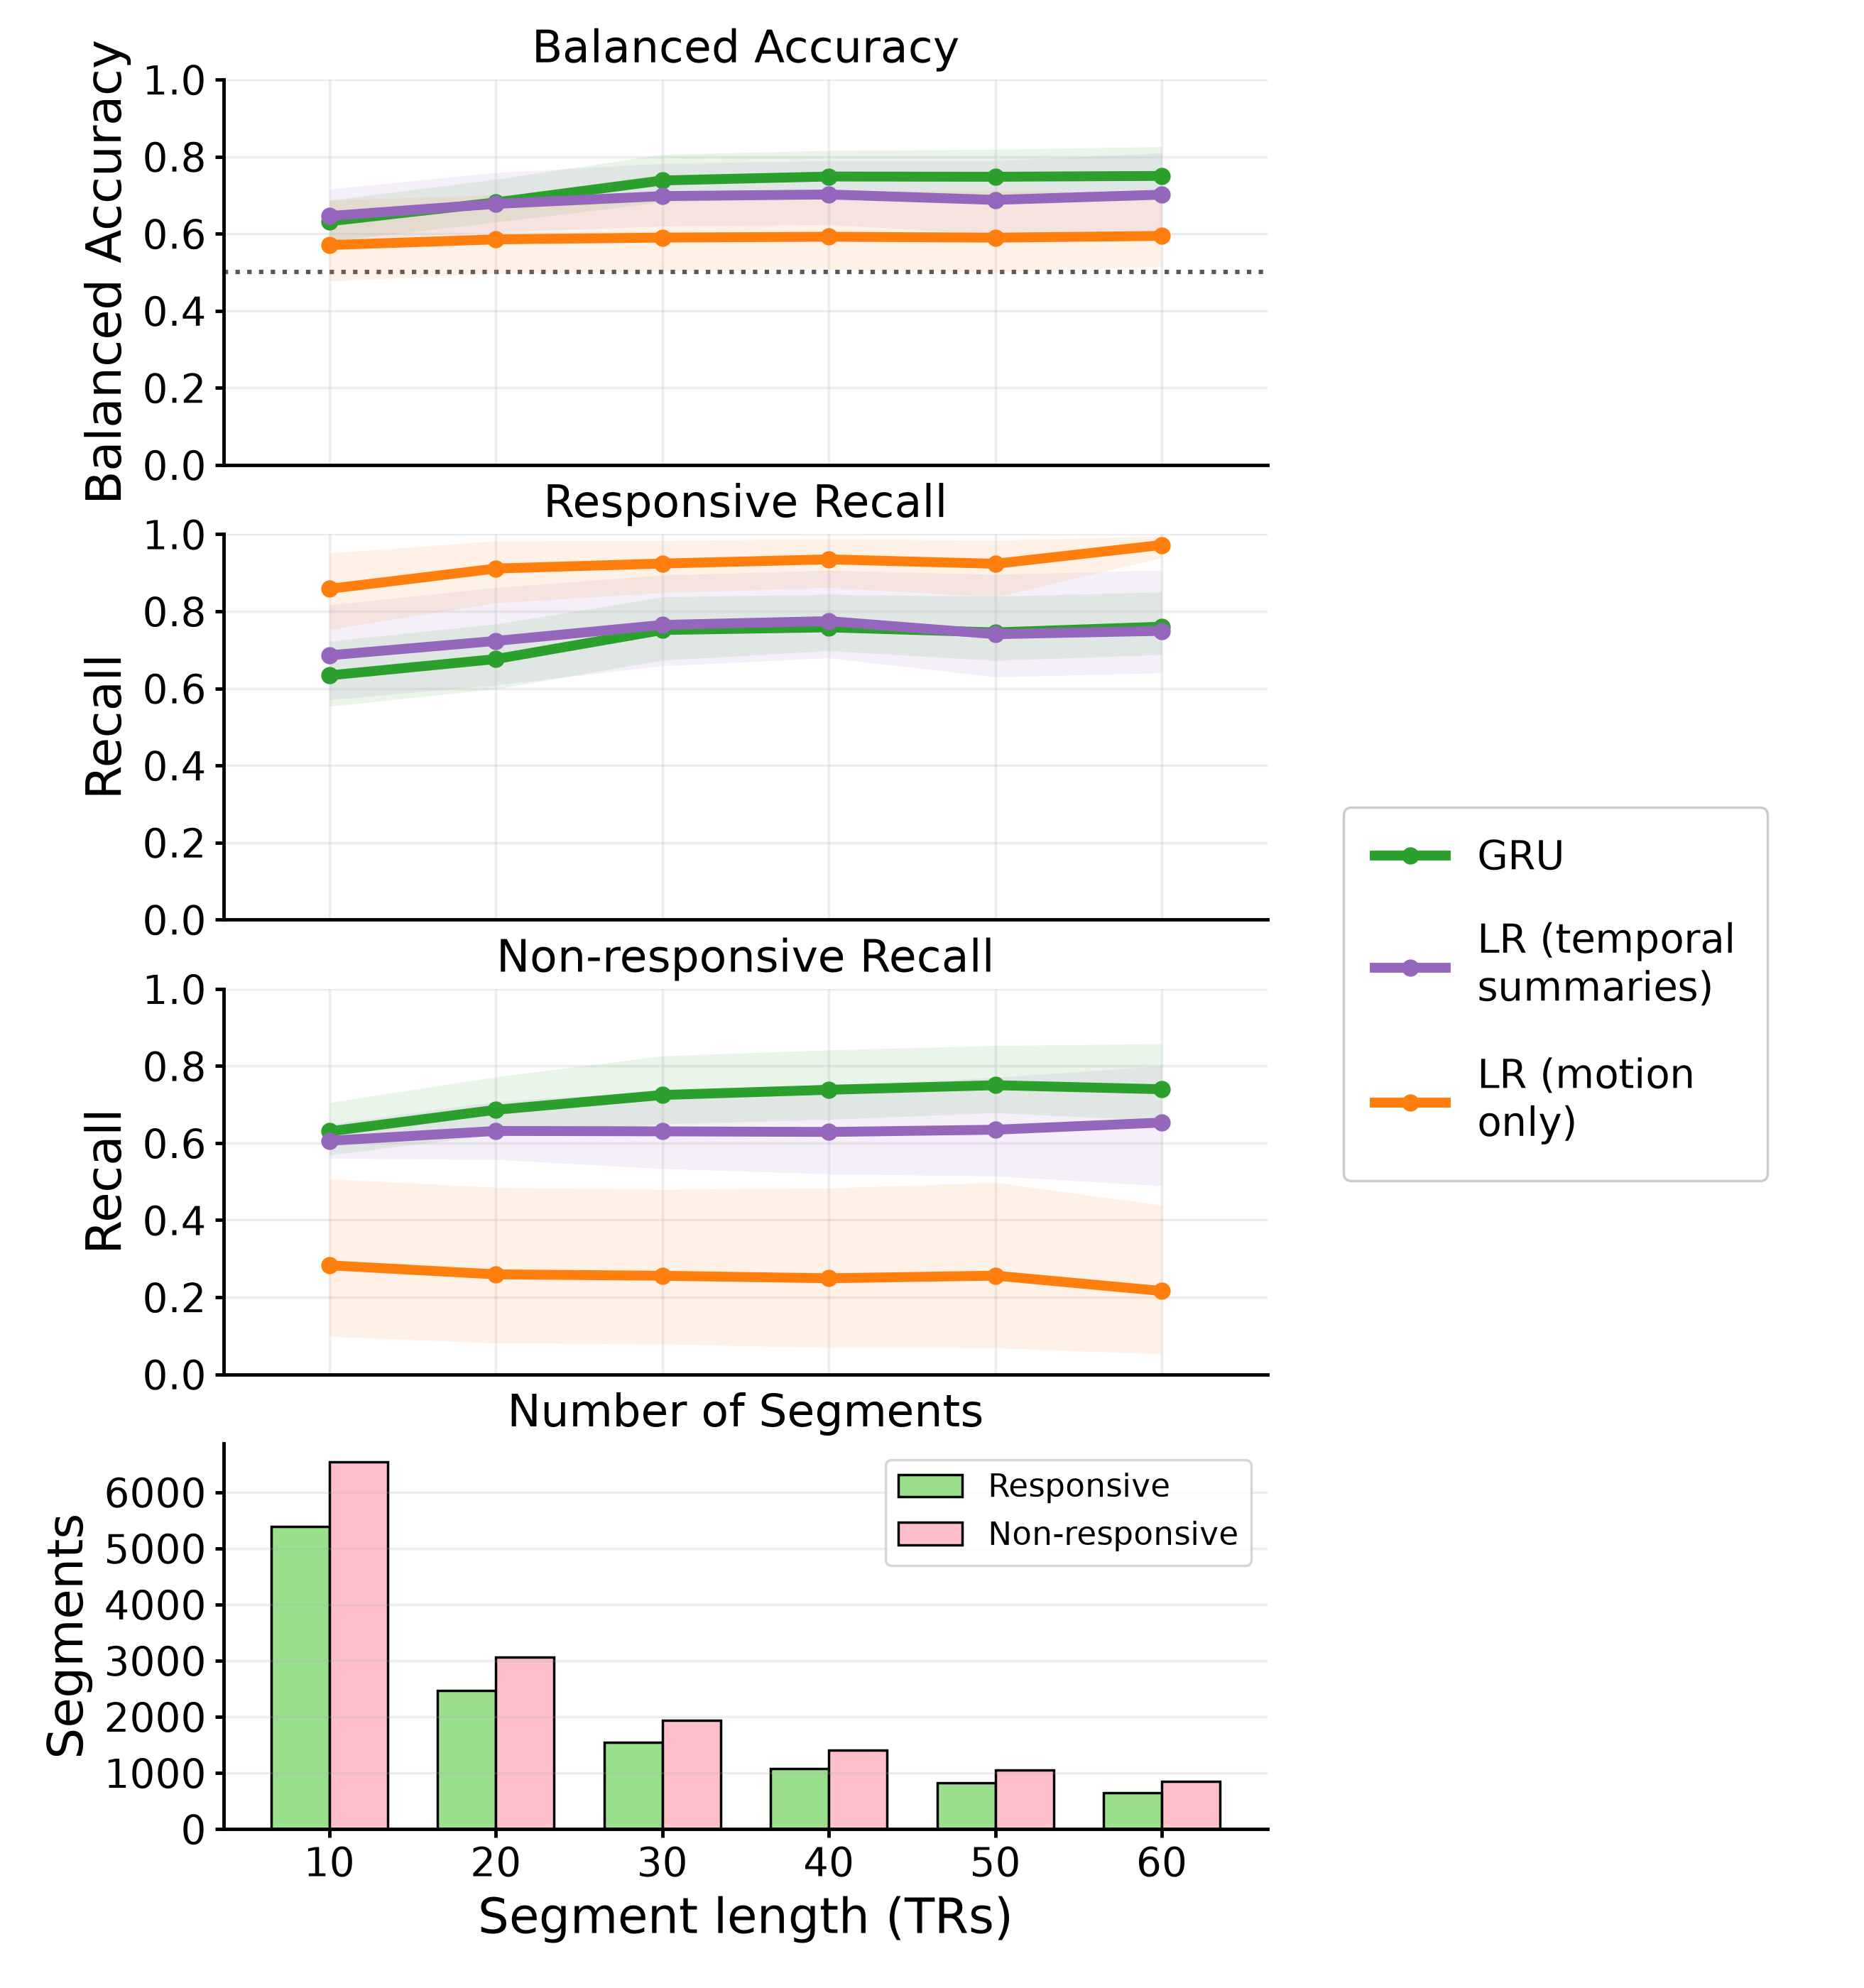 Balanced Accuracy
Balanced Accuracy
1.0
0.8
0.6
0.4
0.2
0.0
Responsive Recall
Recall
1.0
0.8
0.6
0.4
0.2
0.0
Non-responsive Recall
Recall
1.0
0.8
0.6
0.4
0.2
0.0
GRU
LR (temporal
summaries)
LR (motion
only)
Number of Segments
Segments
6000
5000
4000
3000
2000
1000
0
Responsive
Non-responsive
10 20 30 40 50 60
Segment length (TRs)